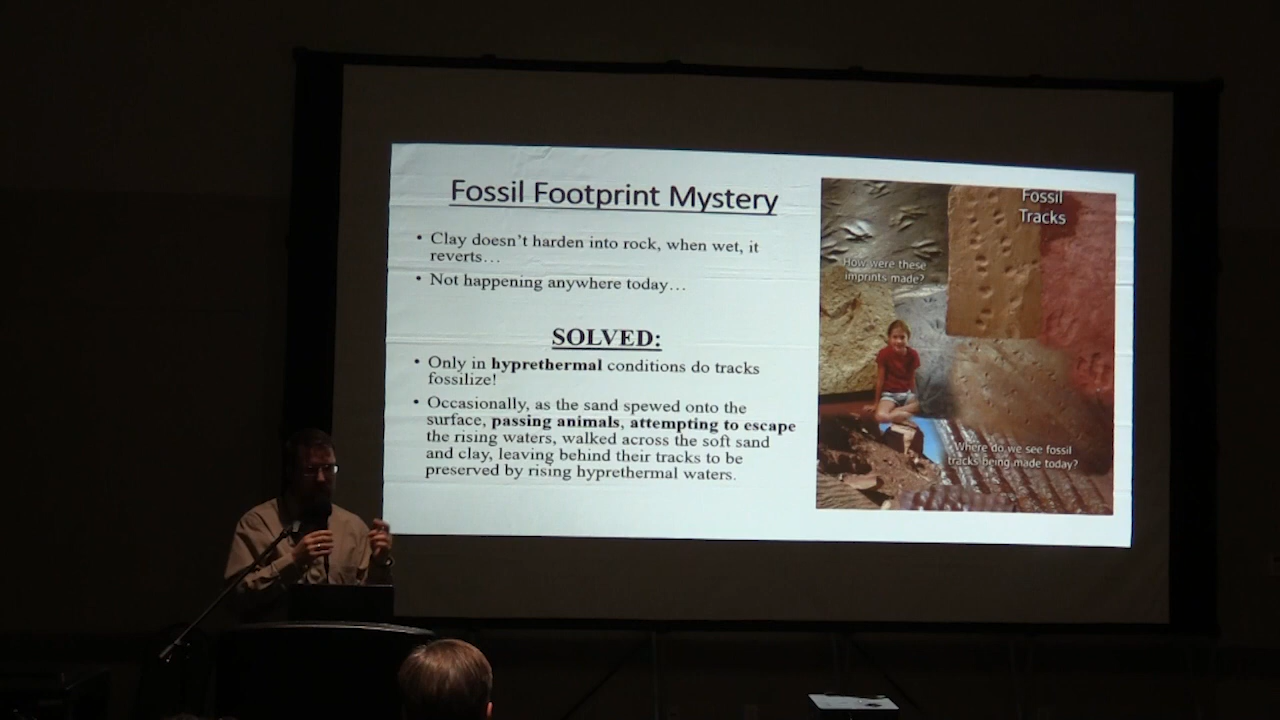 Fossil Footprint Mystery
• Clay doesn't harden into rock, when wet, it
reverts…
• Not happening anywhere today…
SOLVED:
• Only in hyprethermal conditions do tracks
fossilize!
• Occasionally, as the sand spewed onto the
surface, passing animals, attempting to escape
the rising waters, walked across the soft sand
and clay, leaving behind their tracks to be
preserved by rising hyprethermal waters.
Fossil
Tracks
How were these
imprints made?
Where do we see fossil
tracks being made today?